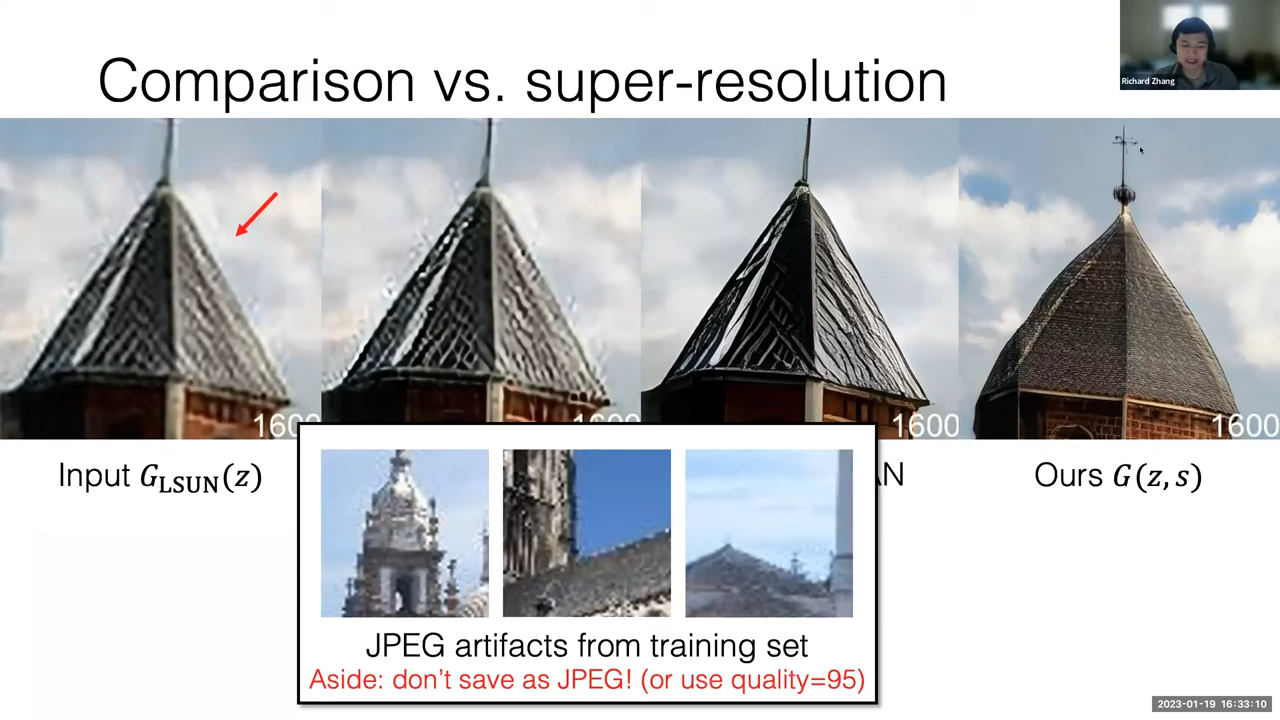 Comparison vs. super-resolution
Richard Zhang
1600
1600
1600
1600
Input G_LSUN(z)
AN
Ours G(z, s)
JPEG artifacts from training set
Aside: don't save as JPEG! (or use quality=95)
2023-01-19 16:33:10